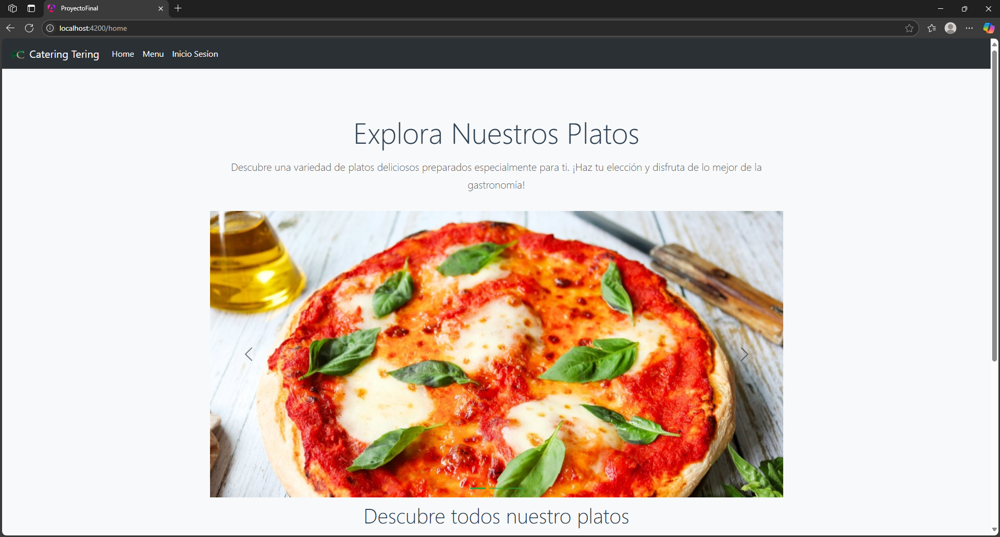 ProyectoFinal
localhost:4200/home
C Catering Tering Home Menu Inicio Sesion
Explora Nuestros Platos
Descubre una variedad de platos deliciosos preparados especialmente para ti. ¡Haz tu elección y disfruta de lo mejor de la
gastronomía!
Descubre todos nuestro platos